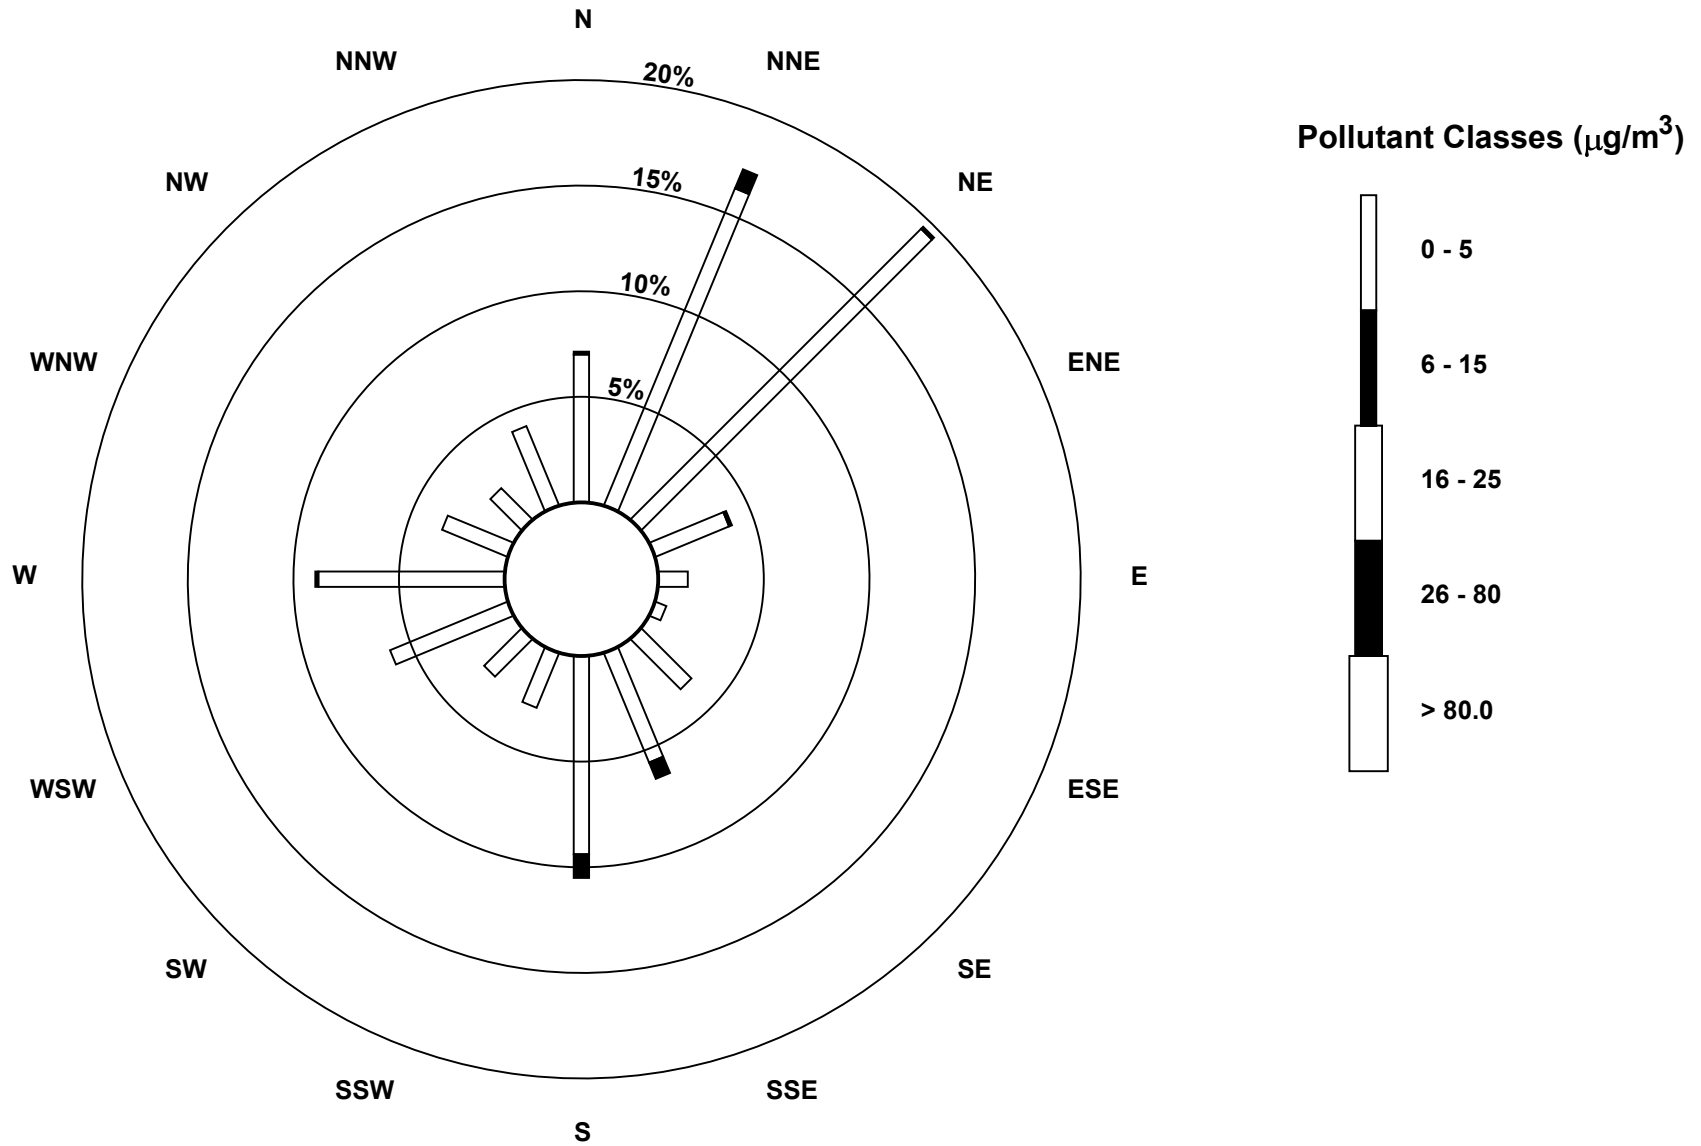 N
NNW
NNE
20%
Pollutant Classes (μg/m³)
15%
NW
NE
0 - 5
10%
WNW
ENE
6 - 15
5%
16 - 25
W
E
26 - 80
> 80.0
WSW
ESE
SW
SE
SSW
SSE
S